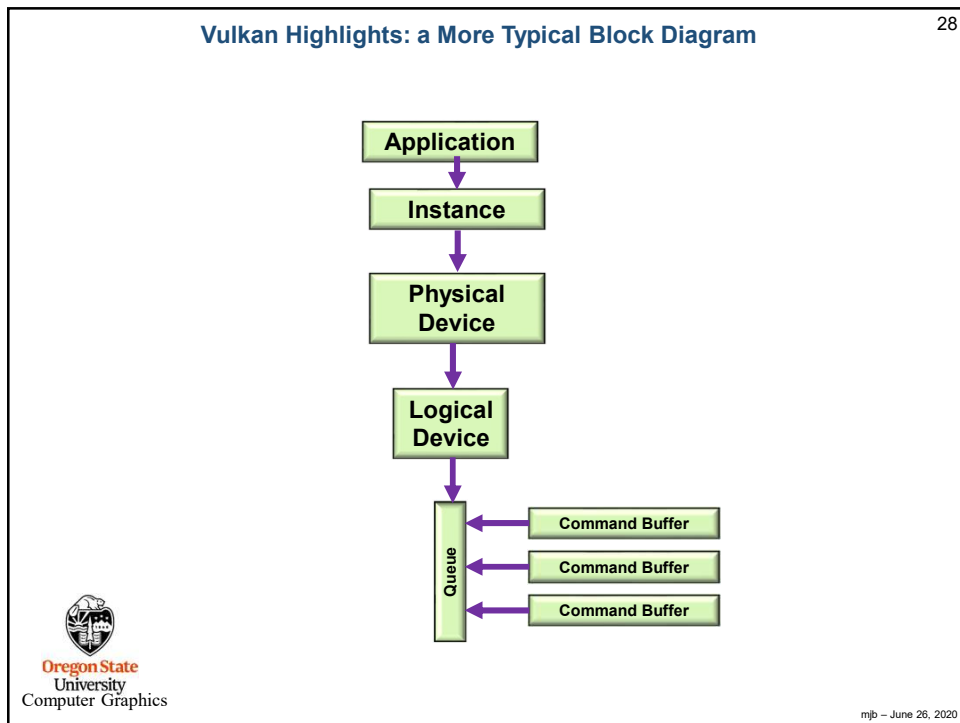 Vulkan Highlights: a More Typical Block Diagram
28
Application
Instance
Physical
Device
Logical
Device
Queue
Command Buffer
Command Buffer
Command Buffer
Oregon State
University
Computer Graphics
mjb – June 26, 2020